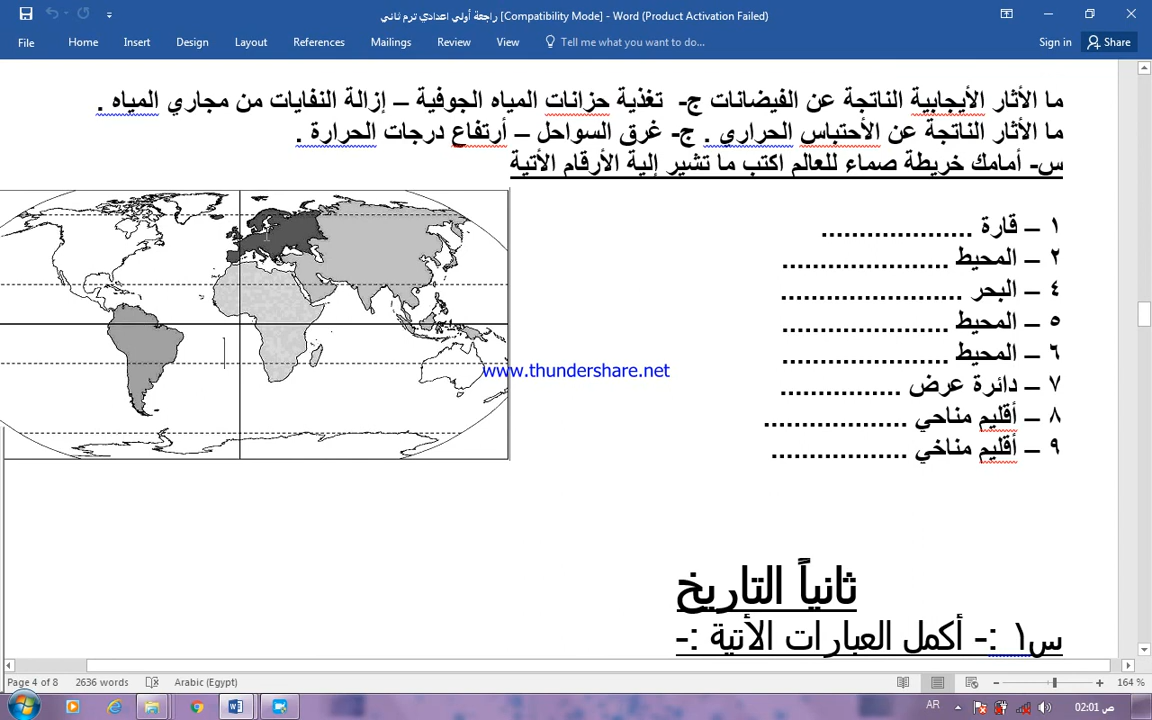 راجعة أولي اعدادي ترم ثاني [Compatibility Mode] - Word (Product Activation Failed)
File Home Insert Design Layout References Mailings Review View Tell me what you want to do... Sign in Share
ما الأثار الأيجابية الناتجة عن الفيضانات ج- تغذية حزانات المياه الجوفية – إزالة النفايات من مجاري المياه .
ما الأثار الناتجة عن الأحتباس الحراري . ج- غرق السواحل – أرتفاع درجات الحرارة .
س- أمامك خريطة صماء للعالم اكتب ما تشير إلية الأرقام الأتية
١ – قارة ....................
٢ – المحيط ......................
٤ – البحر ........................
٥ – المحيط ......................
٦ – المحيط ......................
www.thundershare.net
٧ – دائرة عرض ................
٨ – أقليم مناحي ...................
٩ – أقليم مناخي ..................
ثانياً التاريخ
س١ :- أكمل العبارات الأتية :-
Page 4 of 8 2636 words Arabic (Egypt) 164 %
AR 02:01 ص